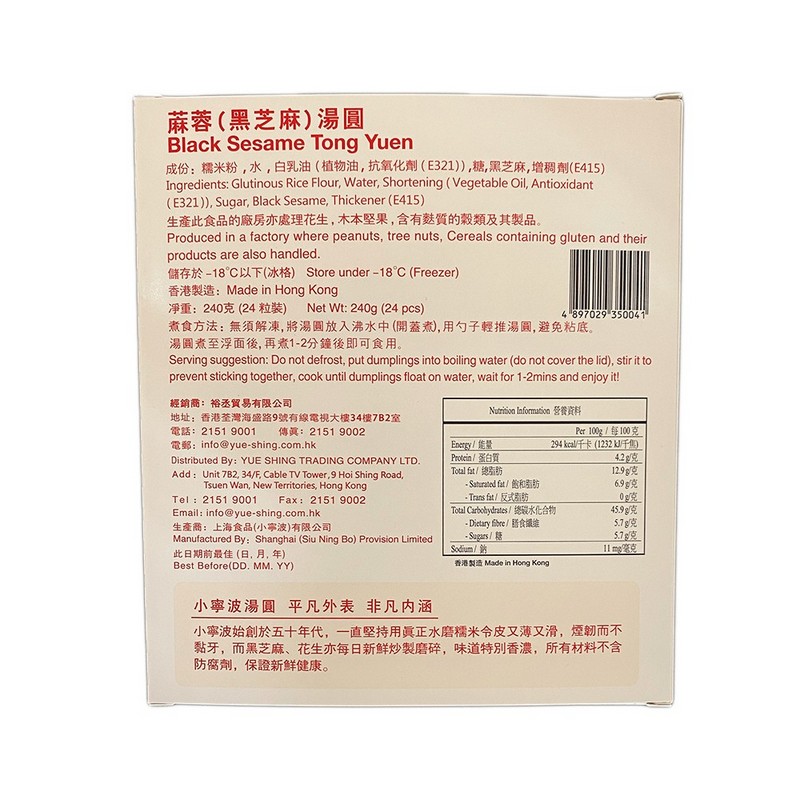 蔴蓉(黑芝麻)湯圓
Black Sesame Tong Yuen
成份: 糯米粉 , 水 , 白乳油 ( 植物油 , 抗氧化劑 ( E321) ) ,糖,黑芝麻,增稠劑(E415)
Ingredients: Glutinous Rice Flour, Water, Shortening ( Vegetable Oil, Antioxidant
( E321)), Sugar, Black Sesame, Thickener (E415)
生產此食品的廠房亦處理花生 , 木本堅果 , 含有麩質的穀類及其製品。
Produced in a factory where peanuts, tree nuts, Cereals containing gluten and their
products are also handled.
儲存於 –18°C以下(冰格) Store under –18°C (Freezer)
香港製造: Made in Hong Kong
淨重: 240克 (24 粒裝) Net Wt: 240g (24 pcs)
4 897029 350041
煮食方法: 無須解凍,將湯圓放入沸水中 (開蓋煮),用勺子輕推湯圓,避免粘底。
湯圓煮至浮面後,再煮1-2分鐘後即可食用。
Serving suggestion: Do not defrost, put dumplings into boiling water (do not cover the lid), stir it to
prevent sticking together, cook until dumplings float on water, wait for 1-2mins and enjoy!
經銷商: 裕丞貿易有限公司
地址: 香港荃灣海盛路9號有線電視大樓34樓7B2室
電話: 2151 9001 傳真: 2151 9002
電郵: info@yue-shing.com.hk
Distributed By: YUE SHING TRADING COMPANY LTD.
Add : Unit 7B2, 34/F, Cable TV Tower,9 Hoi Shing Road,
Tsuen Wan, New Territories, Hong Kong
Tel : 2151 9001 Fax: 2151 9002
Email: info@yue-shing.com.hk
生產商: 上海食品(小寧波)有限公司
Manufactured By: Shanghai (Siu Ning Bo) Provision Limited
此日期前最佳 (日, 月, 年)
Best Before(DD. MM. YY)
Nutrition Information 營養資料
Per 100g / 每100克
Energy / 能量 294 kcal/千卡 (1232 kJ/千焦)
Protein / 蛋白質 4.2 g/克
Total fat / 總脂肪 12.9 g/克
- Saturated fat / 飽和脂肪 6.9 g/克
- Trans fat / 反式脂肪 0 g/克
Total Carbohydrates / 總碳水化合物 45.9 g/克
- Dietary fibre / 膳食纖維 5.7 g/克
- Sugars / 糖 5.7 g/克
Sodium / 鈉 11 mg/毫克
香港製造 Made in Hong Kong
小寧波湯圓 平凡外表 非凡內涵
小寧波始創於五十年代,一直堅持用真正水磨糯米令皮又薄又滑,煙韌而不
黏牙,而黑芝麻、花生亦每日新鮮炒製磨碎,味道特別香濃,所有材料不含
防腐劑,保證新鮮健康。